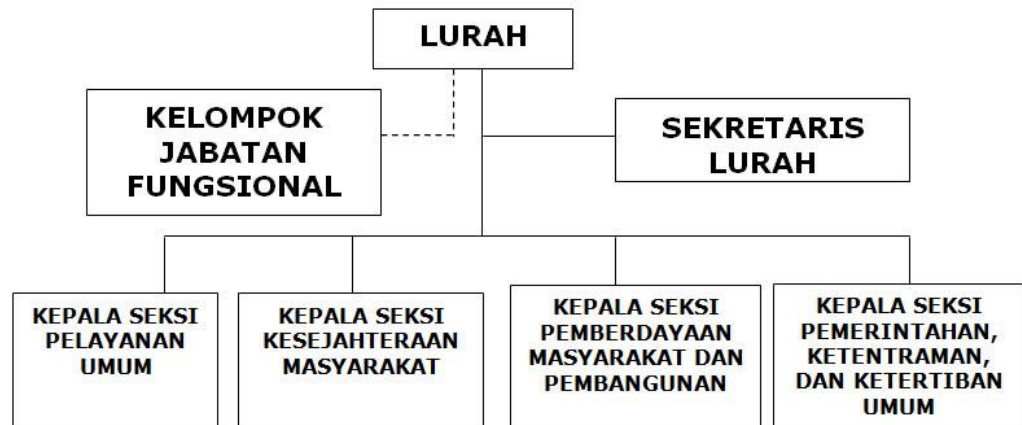 LURAH
KELOMPOK
JABATAN
FUNGSIONAL
SEKRETARIS
LURAH
KEPALA SEKSI
PELAYANAN
UMUM
KEPALA SEKSI
KESEJAHTERAAN
MASYARAKAT
KEPALA SEKSI
PEMBERDAYAAN
MASYARAKAT DAN
PEMBANGUNAN
KEPALA SEKSI
PEMERINTAHAN,
KETENTRAMAN,
DAN KETERTIBAN
UMUM